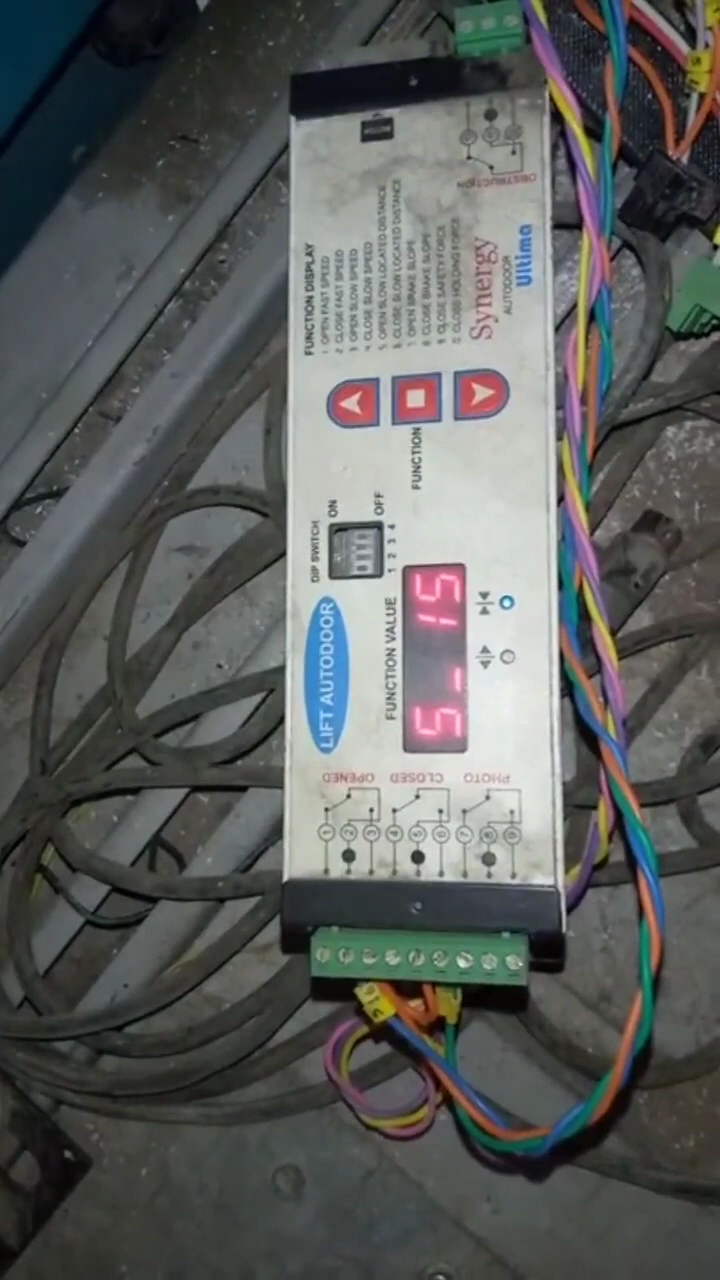 LIFT AUTODOOR
DIP SWITCH
ON
OFF
1 2 3 4
FUNCTION VALUE
5_ 15
FUNCTION
FUNCTION DISPLAY
1 OPEN FAST SPEED
2 CLOSE FAST SPEED
3 OPEN SLOW SPEED
4 CLOSE SLOW SPEED
5 OPEN SLOW LOCATED DISTANCE
6 CLOSE SLOW LOCATED DISTANCE
7 OPEN BRAKE SLOPE
8 CLOSE BRAKE SLOPE
9 CLOSE SAFETY FORCE
CLOSE HOLDING FORCE
Synergy
AUTODOOR
Ultima
OPENED
CLOSED
PHOTO
1 2 3 4 5 6 7 8 9
OBSTRUCTION